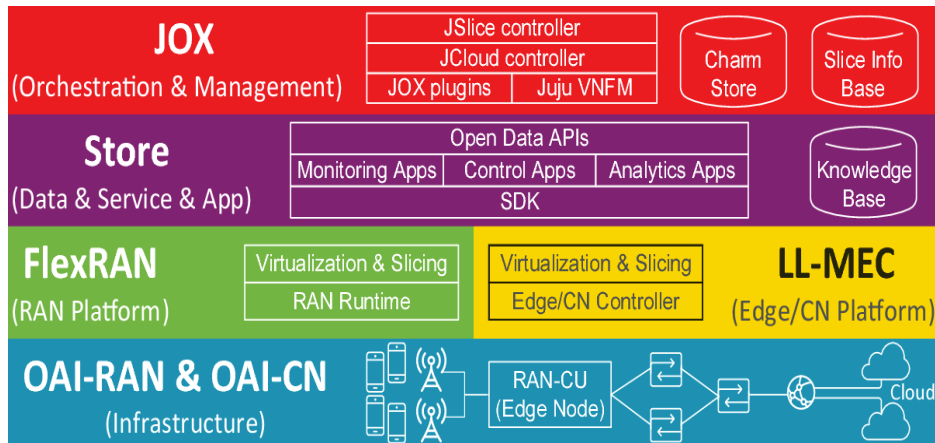 JOX
(Orchestration & Management)
JSlice controller
JCloud controller
JOX plugins
Juju VNFM
Charm
Store
Slice Info
Base
Store
(Data & Service & App)
Open Data APIs
Monitoring Apps
Control Apps
Analytics Apps
SDK
Knowledge
Base
FlexRAN
(RAN Platform)
Virtualization & Slicing
RAN Runtime
Virtualization & Slicing
Edge/CN Controller
LL-MEC
(Edge/CN Platform)
OAI-RAN & OAI-CN
(Infrastructure)
RAN-CU
(Edge Node)
Cloud